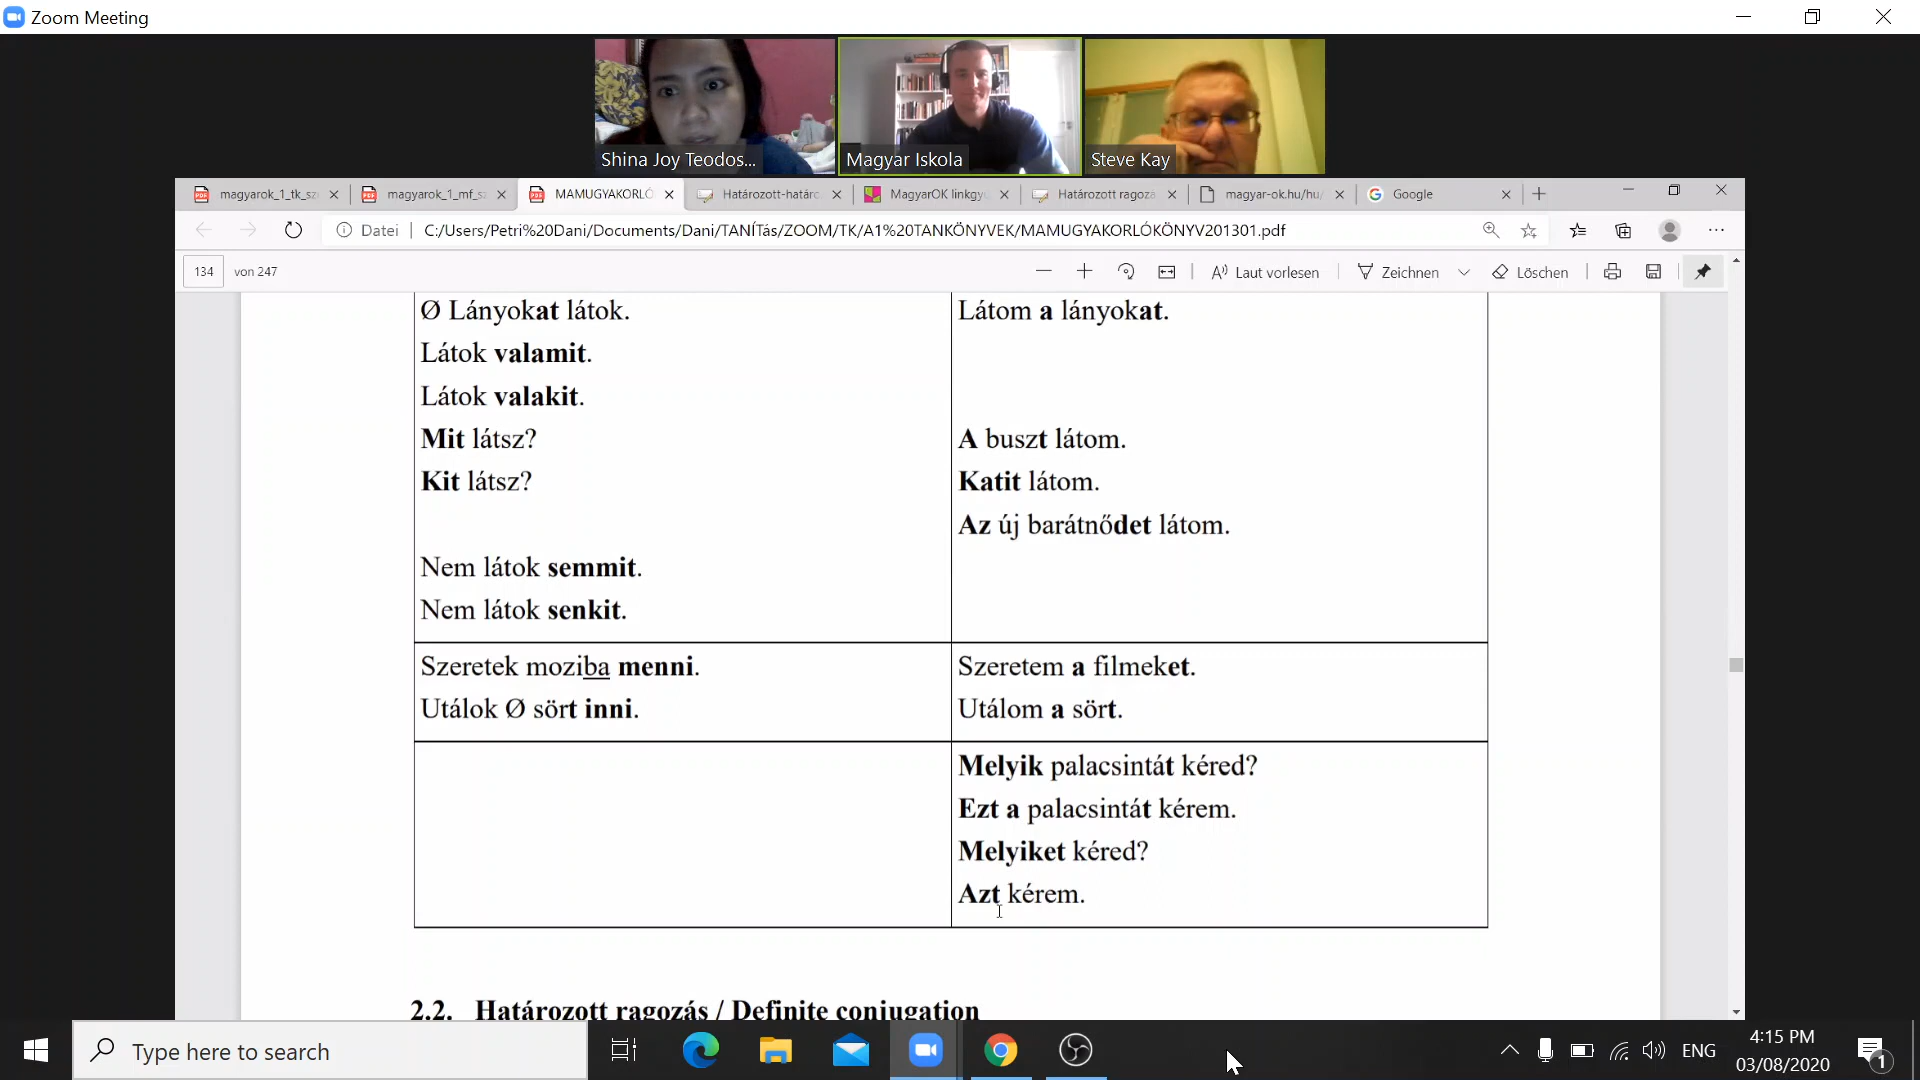 Zoom Meeting
Shina Joy Teodos...
Magyar Iskola
Steve Kay
magyarok_1_tk_sz
magyarok_1_mf_sz
MAMUGYAKORLÓ
Határozott-határo
MagyarOK linkgy
Határozott ragozá
magyar-ok.hu/hu/
Google
Datei
C:/Users/Petri%20Dani/Documents/Dani/TANÍTás/ZOOM/TK/A1%20TANKÖNYVEK/MAMUGYAKORLÓKÖNYV201301.pdf
134 von 247
Laut vorlesen
Zeichnen
Löschen
Ø Lányokat látok.
Látok valamit.
Látok valakit.
Mit látsz?
Kit látsz?
Nem látok semmit.
Nem látok senkit.
Látom a lányokat.
A buszt látom.
Katit látom.
Az új barátnődet látom.
Szeretek moziba menni.
Utálok Ø sört inni.
Szeretem a filmeket.
Utálom a sört.
Melyik palacsintát kéred?
Ezt a palacsintát kérem.
Melyiket kéred?
Azt kérem.
2.2. Határozott ragozás / Definite conjugation
Type here to search
ENG
4:15 PM
03/08/2020
1